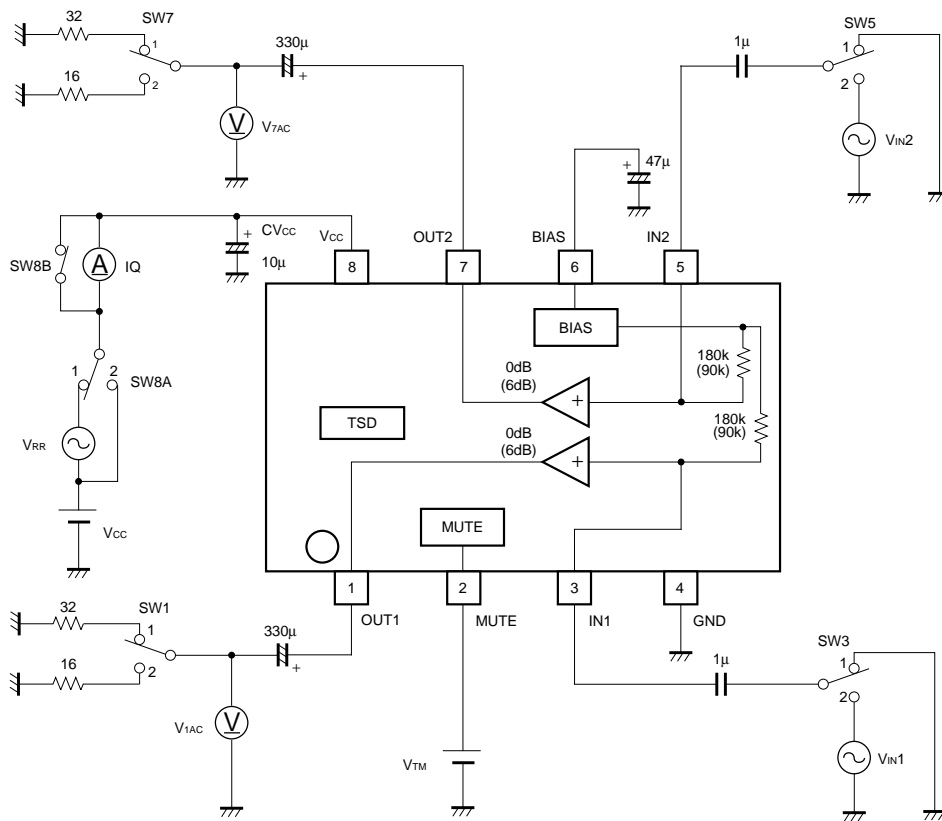 32
SW7
1
2
16
330μ
+
V7AC
1μ
SW5
1
2
VIN2
+
47μ
SW8B
A
IQ
+
CVCC
10μ
VCC
OUT2
BIAS
IN2
8
7
6
5
1
2
SW8A
VRR
VCC
BIAS
180k
(90k)
0dB
(6dB)
+
180k
(90k)
TSD
0dB
(6dB)
+
MUTE
1
2
3
4
OUT1
MUTE
IN1
GND
32
SW1
1
2
16
330μ
+
V
V1AC
VTM
1μ
SW3
1
2
VIN1
V